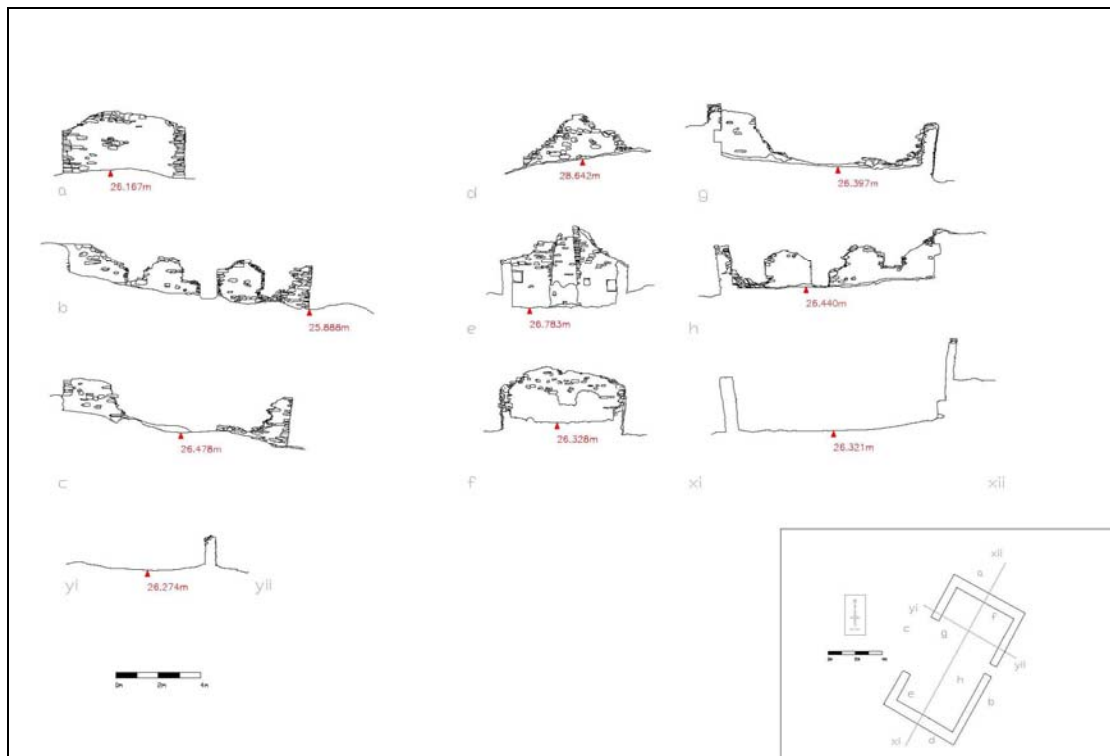 26.167m
a
28.642m
d
26.397m
g
b
25.888m
e
26.783m
h
26.440m
26.478m
c
26.328m
f
26.321m
xi
xii
yi
26.274m
yii
0m
2m
4m
xii
a
yi
f
c
g
yii
h
e
b
xi
d